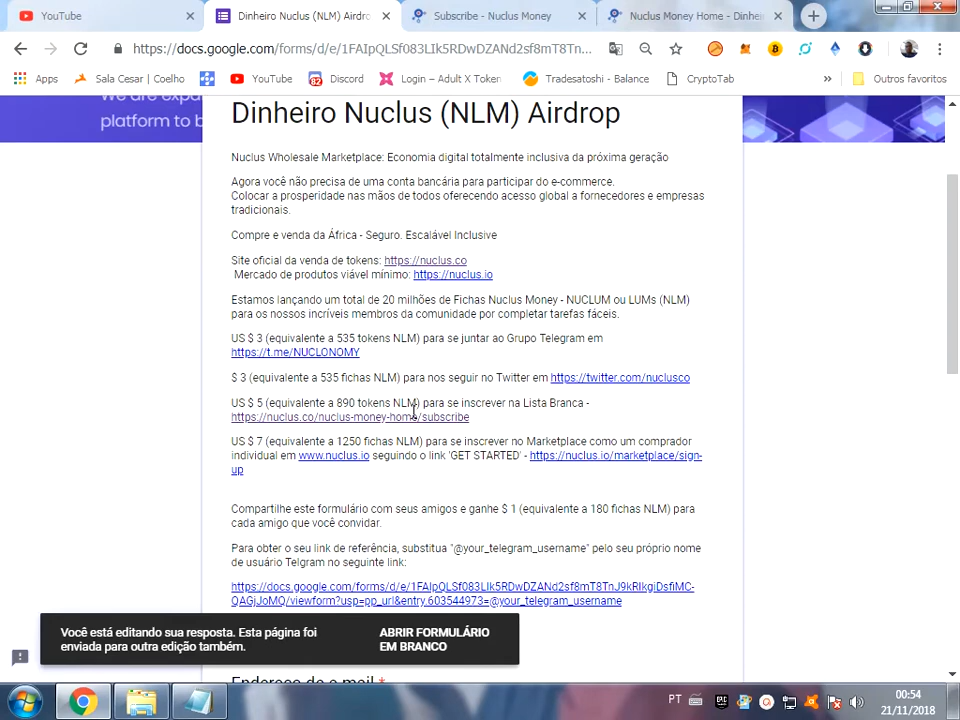 YouTube
Dinheiro Nuclus (NLM) Airdro
Subscribe - Nuclus Money
Nuclus Money Home - Dinhei
https://docs.google.com/forms/d/e/1FAIpQLSf083LIk5RDwDZANd2sf8mT8Tn...
Apps
Sala Cesar | Coelho
YouTube
82
Discord
Login – Adult X Token
Tradesatoshi - Balance
CryptoTab
»
Outros favoritos
We are expa
platform to b
Dinheiro Nuclus (NLM) Airdrop
Nuclus Wholesale Marketplace: Economia digital totalmente inclusiva da próxima geração
Agora você não precisa de uma conta bancária para participar do e-commerce.
Colocar a prosperidade nas mãos de todos oferecendo acesso global a fornecedores e empresas
tradicionais.
Compre e venda da África - Seguro. Escalável Inclusive
Site oficial da venda de tokens: https://nuclus.co
Mercado de produtos viável mínimo: https://nuclus.io
Estamos lançando um total de 20 milhões de Fichas Nuclus Money - NUCLUM ou LUMs (NLM)
para os nossos incríveis membros da comunidade por completar tarefas fáceis.
US $ 3 (equivalente a 535 tokens NLM) para se juntar ao Grupo Telegram em
https://t.me/NUCLONOMY
$ 3 (equivalente a 535 fichas NLM) para nos seguir no Twitter em https://twitter.com/nuclusco
US $ 5 (equivalente a 890 tokens NLM) para se inscrever na Lista Branca -
https://nuclus.co/nuclus-money-home/subscribe
US $ 7 (equivalente a 1250 fichas NLM) para se inscrever no Marketplace como um comprador
individual em www.nuclus.io seguindo o link 'GET STARTED' - https://nuclus.io/marketplace/sign-
up
Compartilhe este formulário com seus amigos e ganhe $ 1 (equivalente a 180 fichas NLM) para
cada amigo que você convidar.
Para obter o seu link de referência, substitua "@your_telegram_username" pelo seu próprio nome
de usuário Telgram no seguinte link:
https://docs.google.com/forms/d/e/1FAIpQLSf083LIk5RDwDZANd2sf8mT8TnJ9kRIkgiDsfiMC-
QAGjJoMQ/viewform?usp=pp_url&entry.603544973=@your_telegram_username
Você está editando sua resposta. Esta página foi
enviada para outra edição também.
ABRIR FORMULÁRIO
EM BRANCO
Endereço de e-mail *
PT
00:54
21/11/2018